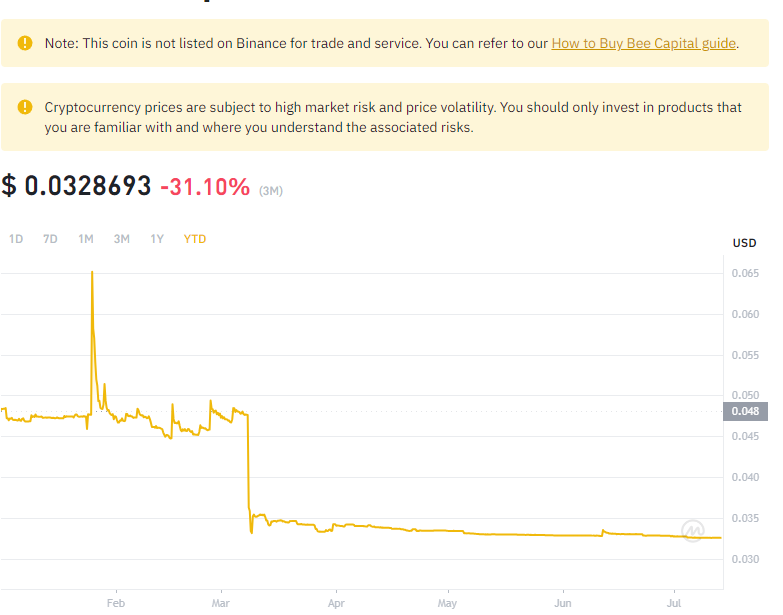 Note: This coin is not listed on Binance for trade and service. You can refer to our How to Buy Bee Capital guide.
Cryptocurrency prices are subject to high market risk and price volatility. You should only invest in products that
you are familiar with and where you understand the associated risks.
$ 0.0328693 -31.10% (3M)
1D 7D 1M 3M 1Y YTD
USD
0.065
0.060
0.055
0.050
0.048
0.045
0.040
0.035
0.030
Feb Mar Apr May Jun Jul